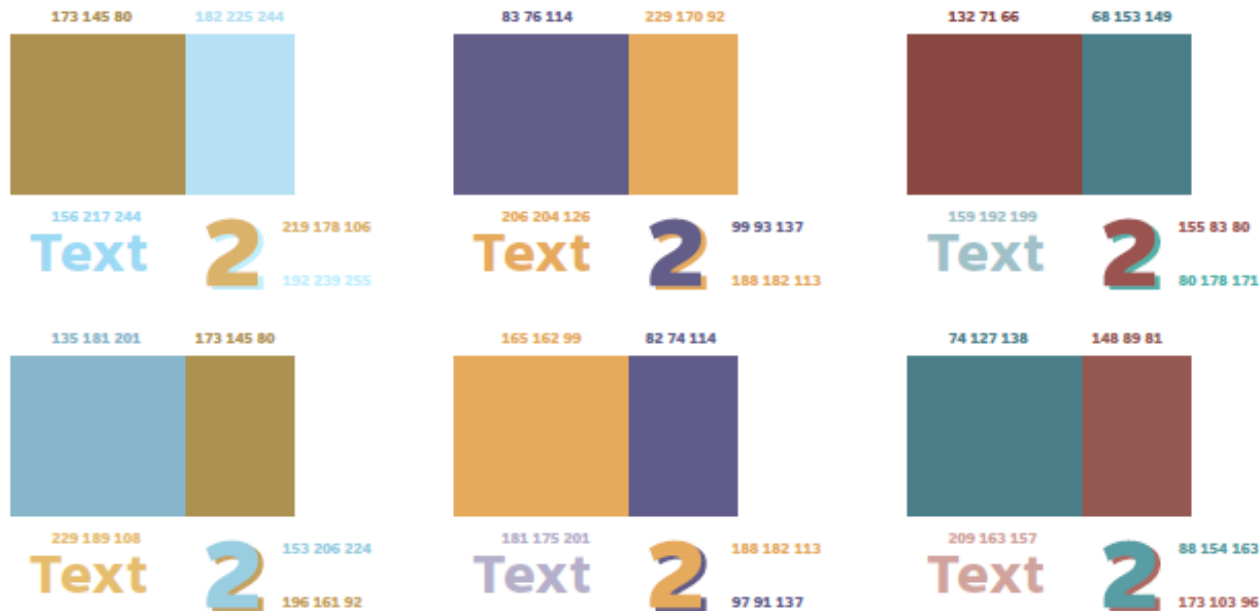 173 145 80 182 225 244 83 76 114 229 170 92 132 71 66 68 153 149
156 217 244 206 204 126 159 192 199
Text 2 219 178 106 Text 2 99 93 137 Text 2 155 83 80
192 239 255 188 182 113 80 178 171
135 181 201 173 145 80 165 162 99 82 74 114 74 127 138 148 89 81
229 189 108 181 175 201 209 163 157
Text 2 153 206 224 Text 2 188 182 113 Text 2 88 154 163
196 161 92 97 91 137 173 103 96